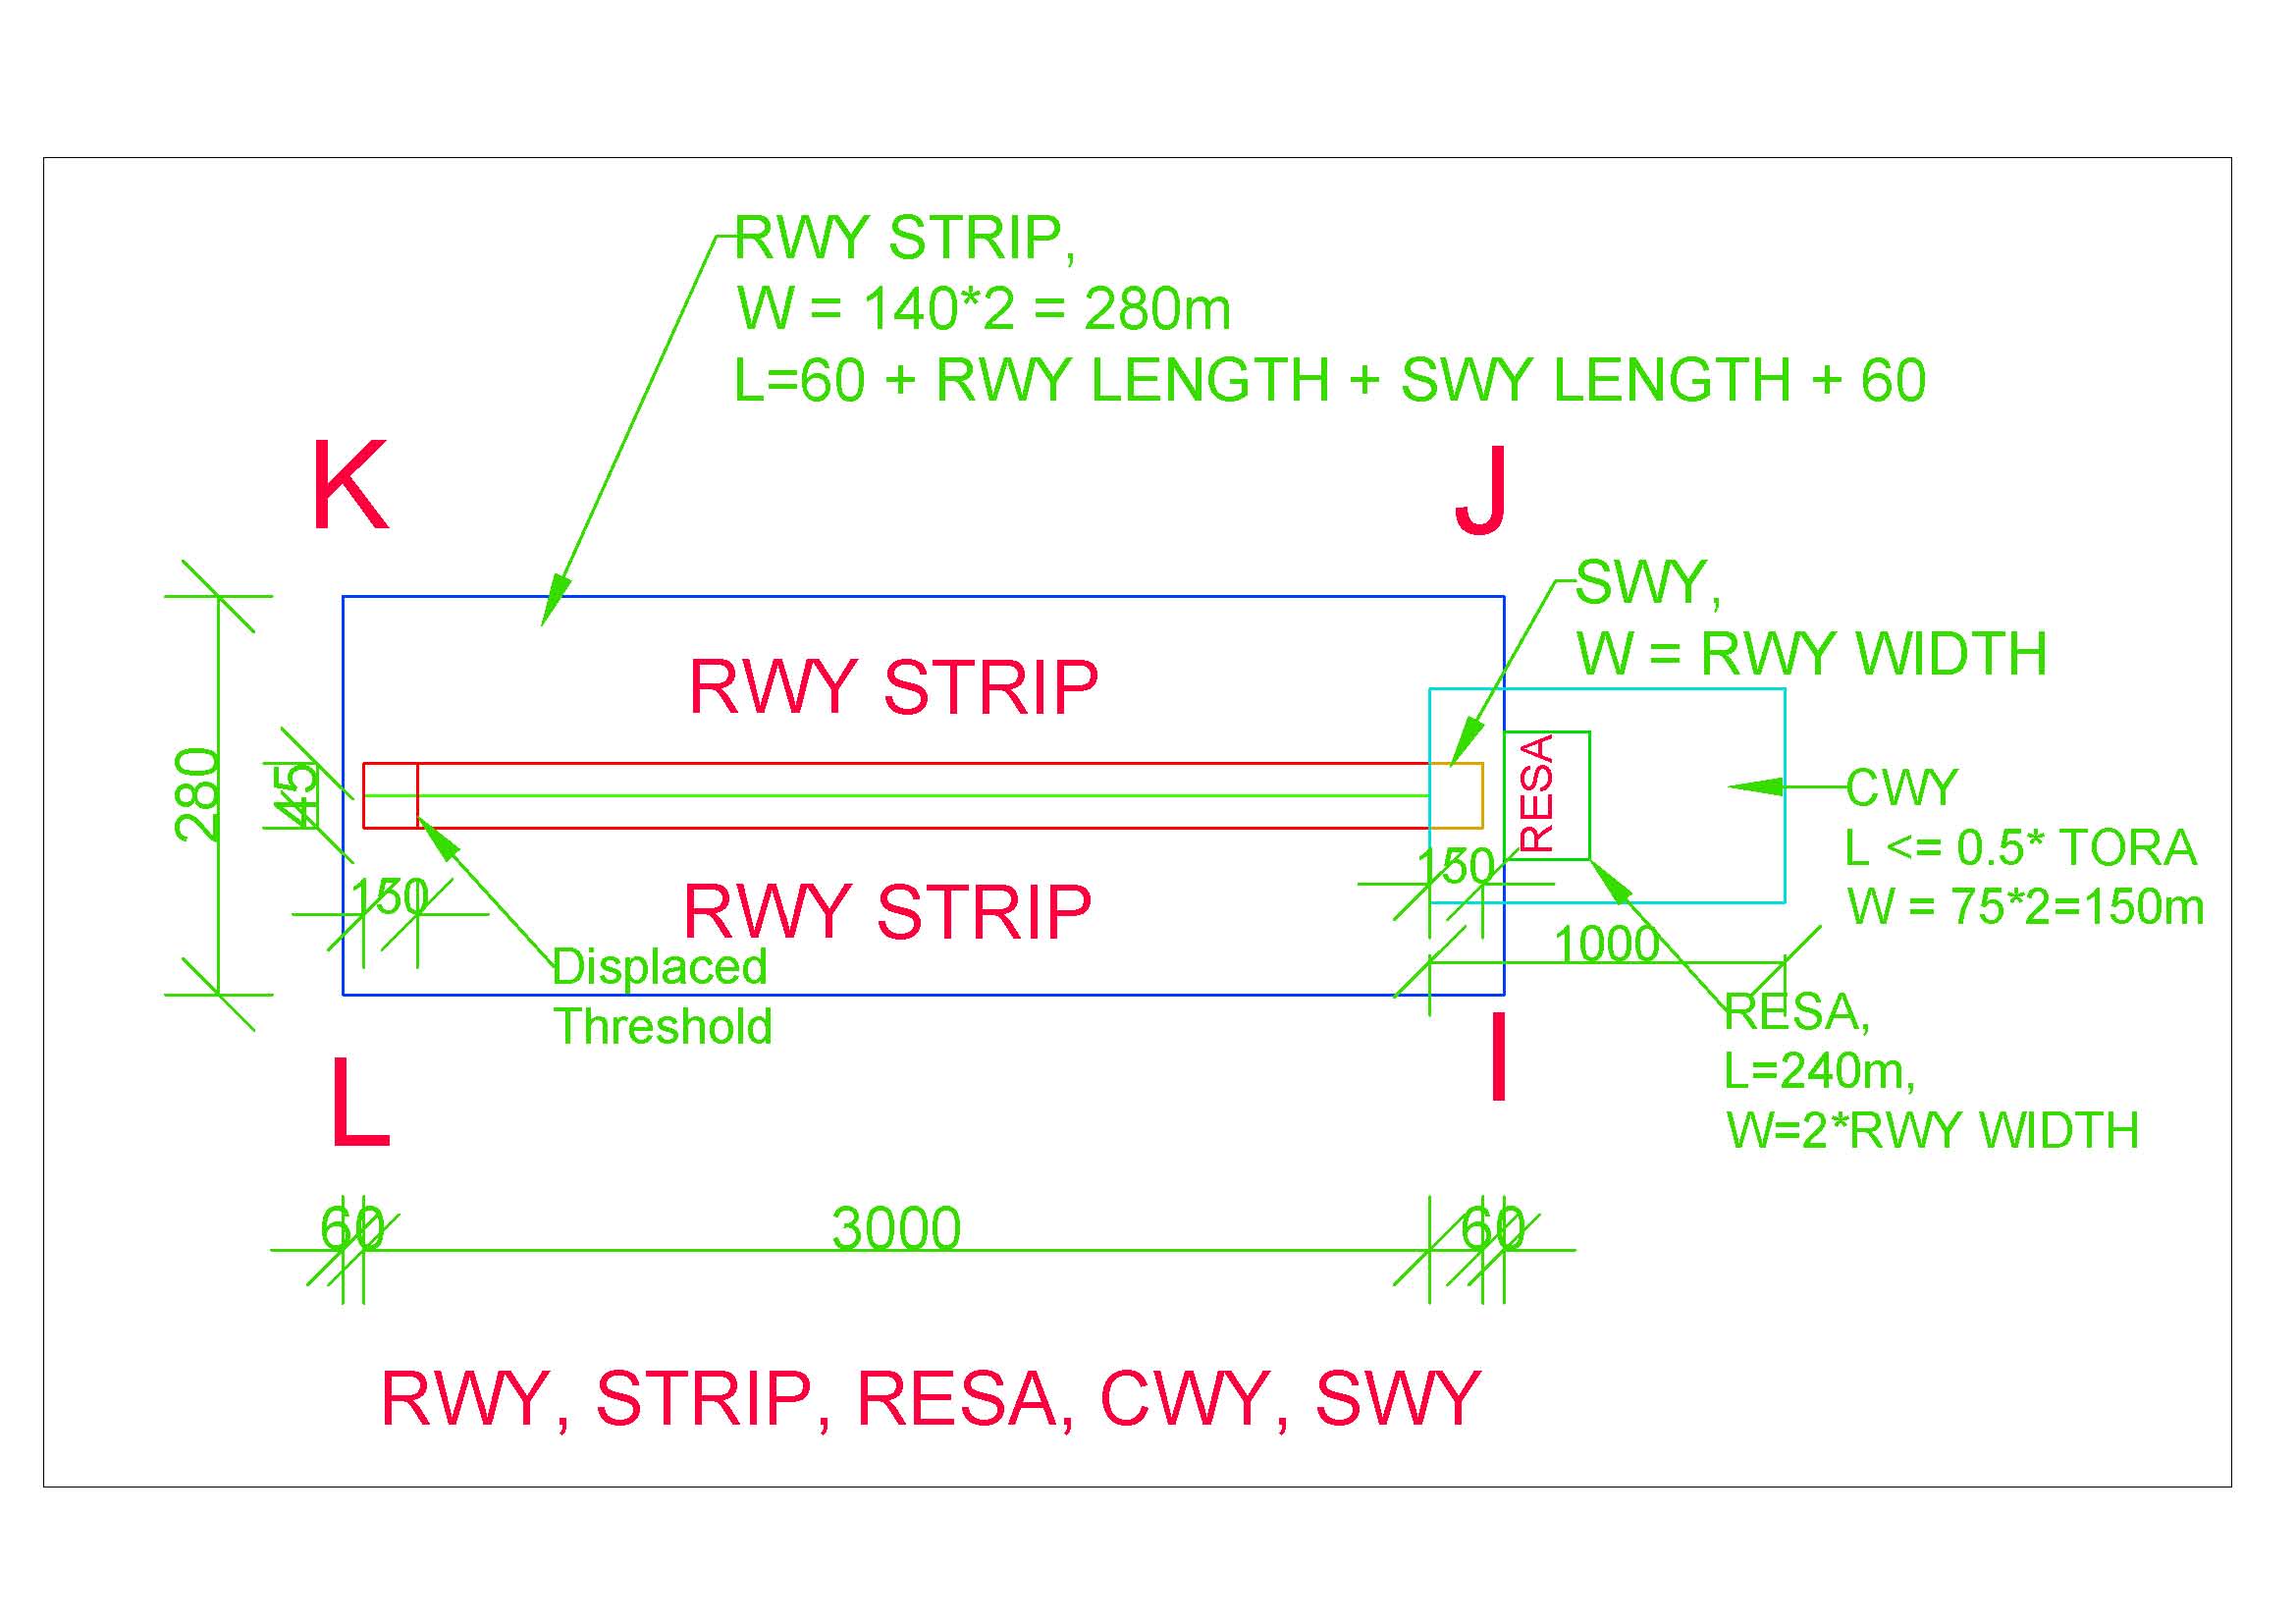 RWY STRIP,
W = 140*2 = 280m
L=60 + RWY LENGTH + SWY LENGTH + 60
K
J
SWY,
W = RWY WIDTH
RWY STRIP
280
45
RESA
CWY
L <= 0.5* TORA
W = 75*2=150m
150
150
RWY STRIP
1000
Displaced
Threshold
RESA,
L=240m,
W=2*RWY WIDTH
L
I
60
3000
60
RWY, STRIP, RESA, CWY, SWY